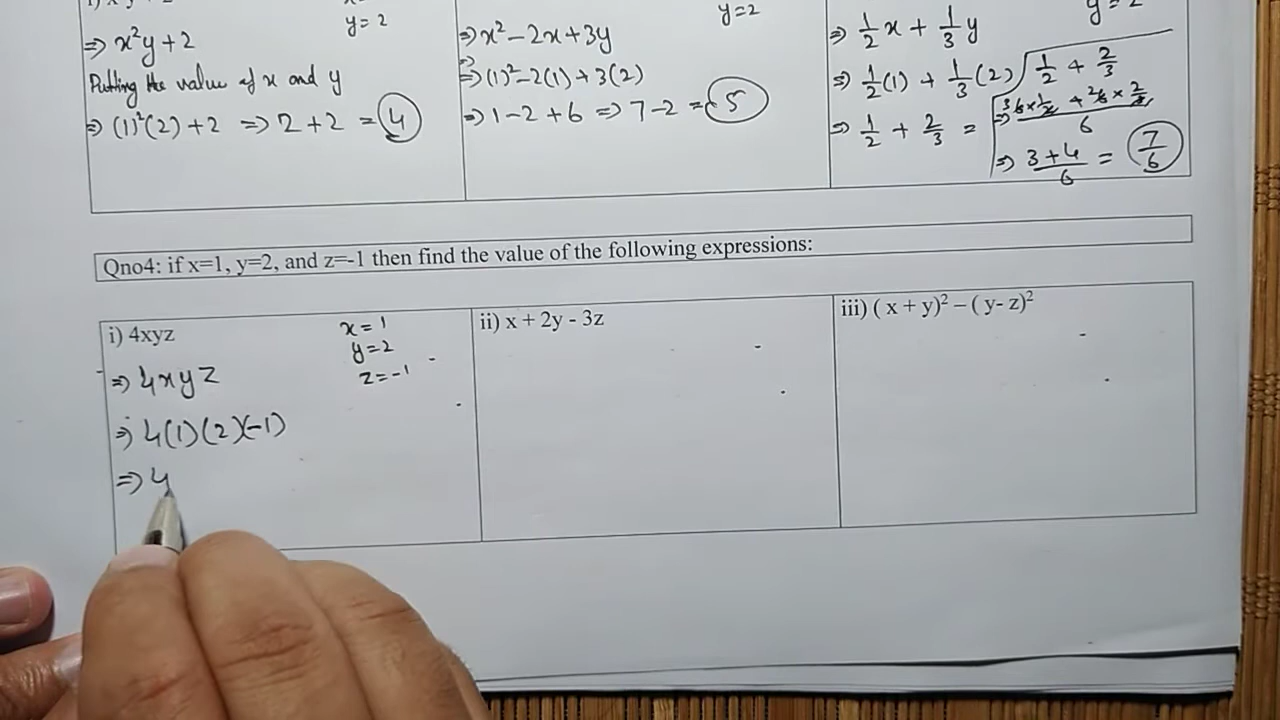 y = 2
⇒ x²y + 2
Putting the value of x and y
⇒ (1)²(2) + 2 ⇒ 2 + 2 = 4
y = 2
⇒ x² - 2x + 3y
⇒ (1)² - 2(1) + 3(2)
⇒ 1 - 2 + 6 ⇒ 7 - 2 = 5
⇒ 1/2 x + 1/3 y
⇒ 1/2 (1) + 1/3 (2)
⇒ 1/2 + 2/3 =
1/2 + 2/3
6
⇒ 3 + 4 / 6 = 7/6
Qno4: if x=1, y=2, and z=-1 then find the value of the following expressions:
i) 4xyz
x = 1
y = 2
z = -1
⇒ 4xyz
⇒ 4(1)(2)(-1)
⇒ 4
ii) x + 2y - 3z
iii) ( x + y)² – ( y- z)²